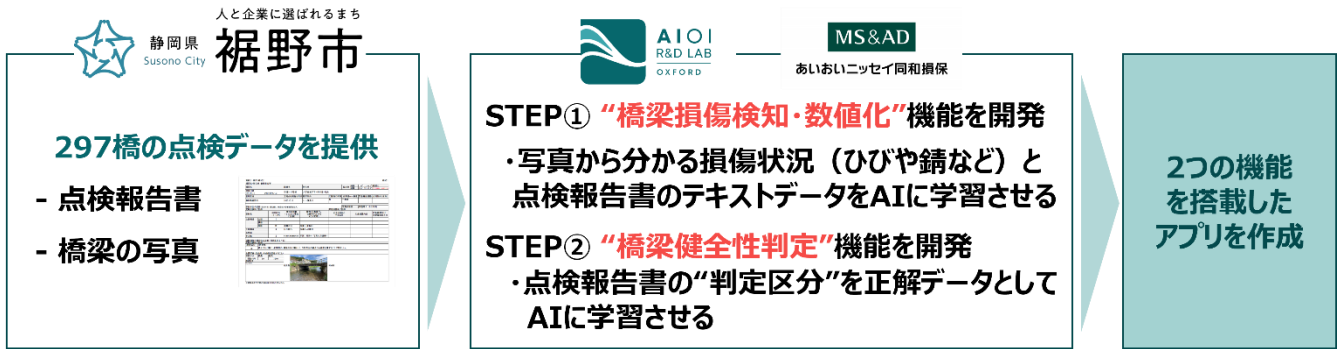 人と企業に選ばれるまち
静岡県
Susono City
裾野市
297橋の点検データを提供
- 点検報告書
- 橋梁の写真
AIOI
R&D LAB
OXFORD
MS&AD
あいおいニッセイ同和損保
STEP① “橋梁損傷検知・数値化”機能を開発
・写真から分かる損傷状況（ひびや錆など）と
点検報告書のテキストデータをAIに学習させる
STEP② “橋梁健全性判定”機能を開発
・点検報告書の“判定区分”を正解データとして
AIに学習させる
2つの機能
を搭載した
アプリを作成